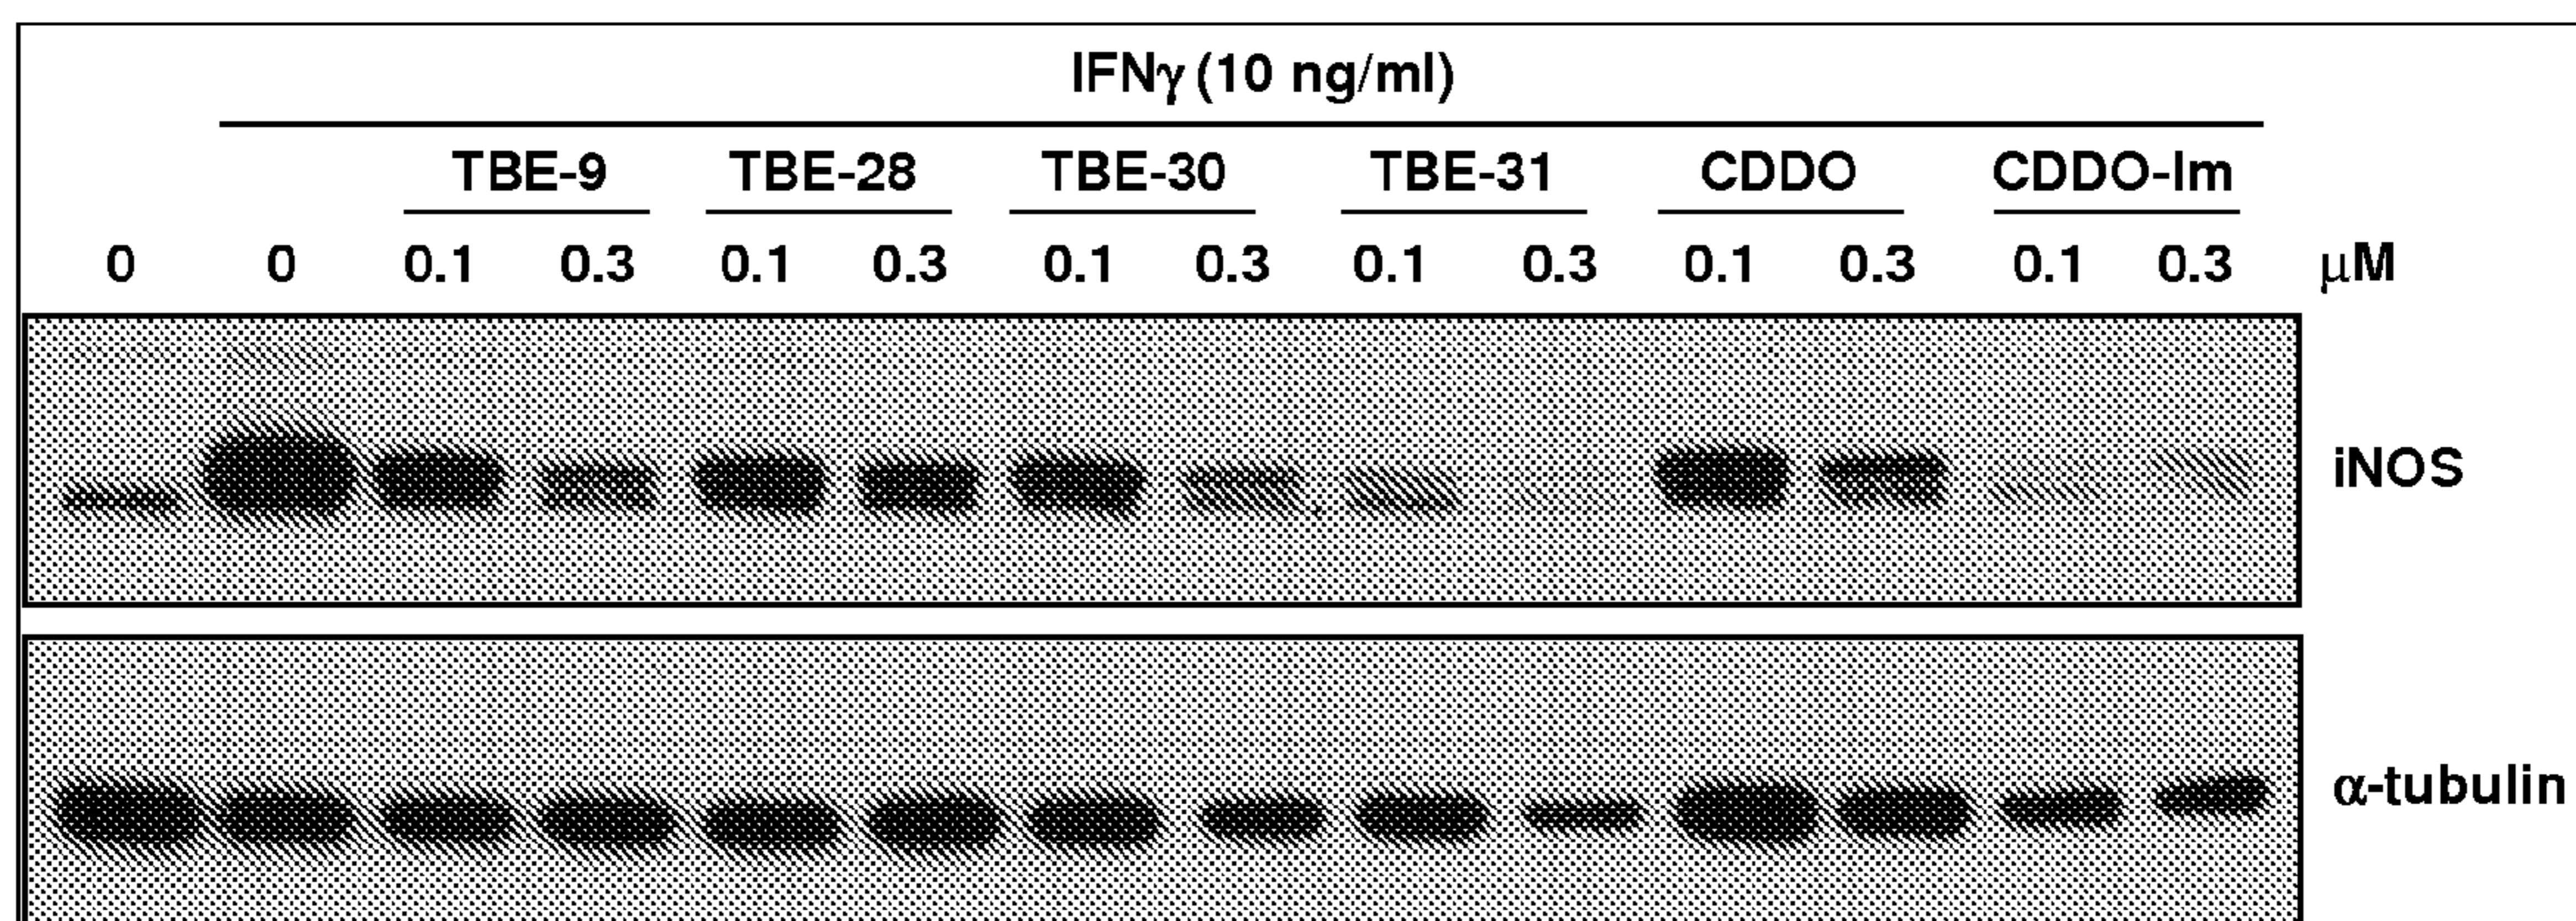 IFNγ (10 ng/ml)
TBE-9 TBE-28 TBE-30 TBE-31 CDDO CDDO-Im
0 0 0.1 0.3 0.1 0.3 0.1 0.3 0.1 0.3 0.1 0.3 0.1 0.3 μM
iNOS
α-tubulin